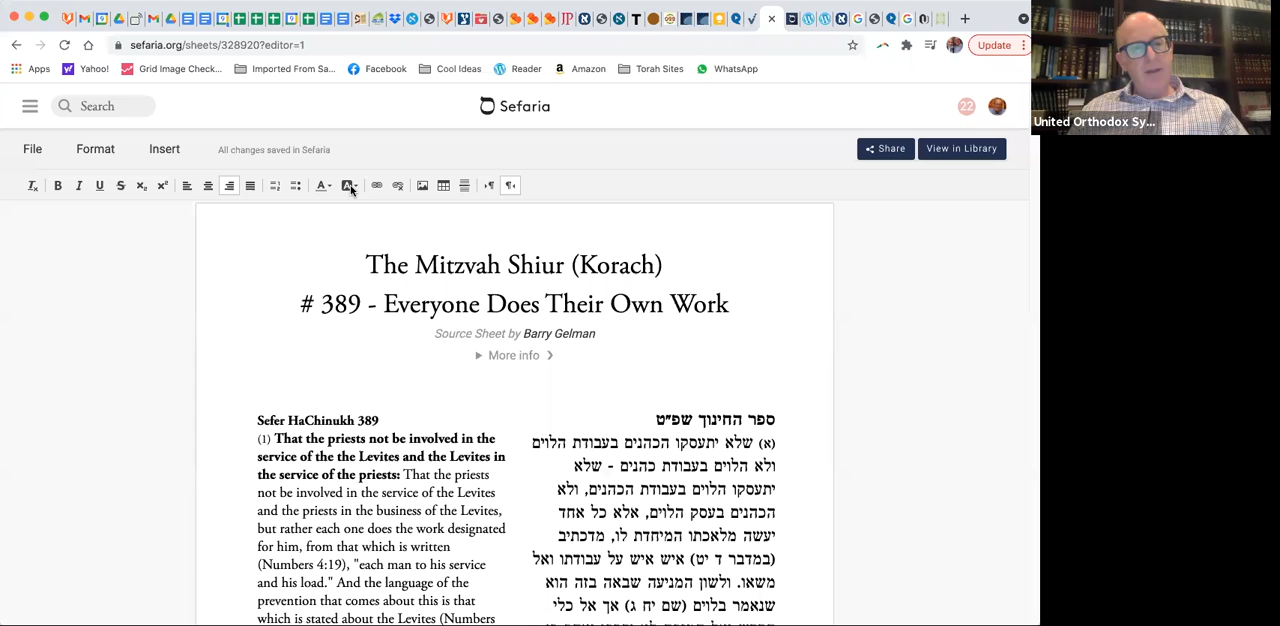 sefaria.org/sheets/328920?editor=1
Update
Apps
Yahoo!
Grid Image Check...
Imported From Sa...
Facebook
Cool Ideas
Reader
Amazon
Torah Sites
WhatsApp
United Orthodox Sy...
Search
Sefaria
22
File
Format
Insert
All changes saved in Sefaria
Share
View in Library
The Mitzvah Shiur (Korach)
# 389 - Everyone Does Their Own Work
Source Sheet by Barry Gelman
More info
Sefer HaChinukh 389
(1) That the priests not be involved in the
service of the the Levites and the Levites in
the service of the priests: That the priests
not be involved in the service of the Levites
and the priests in the business of the Levites,
but rather each one does the work designated
for him, from that which is written
(Numbers 4:19), "each man to his service
and his load." And the language of the
prevention that comes about this is that
which is stated about the Levites (Numbers
ספר החינוך שפ״ט
(א) שלא יתעסקו הכהנים בעבודת הלוים
ולא הלוים בעבודת כהנים - שלא
יתעסקו הלוים בעבודת הכהנים, ולא
הכהנים בעסק הלוים, אלא כל אחד
יעשה מלאכתו המיחדת לו, מדכתיב
(במדבר ד יט) איש איש על עבודתו ואל
משאו. ולשון המניעה שבאה בזה הוא
שנאמר בלוים (שם יח ג) אך אל כלי